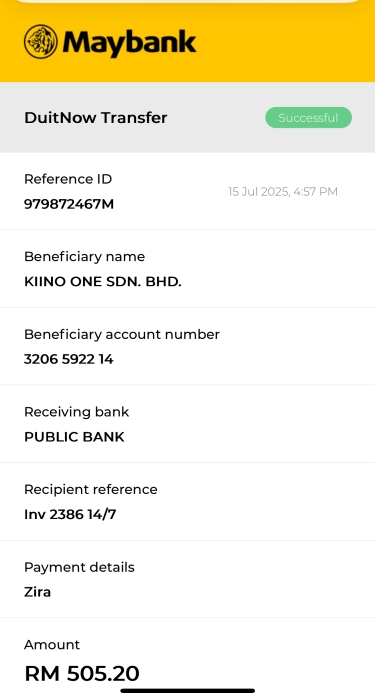 Maybank
DuitNow Transfer
Successful
Reference ID
15 Jul 2025, 4:57 PM
979872467M
Beneficiary name
KIINO ONE SDN. BHD.
Beneficiary account number
3206 5922 14
Receiving bank
PUBLIC BANK
Recipient reference
Inv 2386 14/7
Payment details
Zira
Amount
RM 505.20